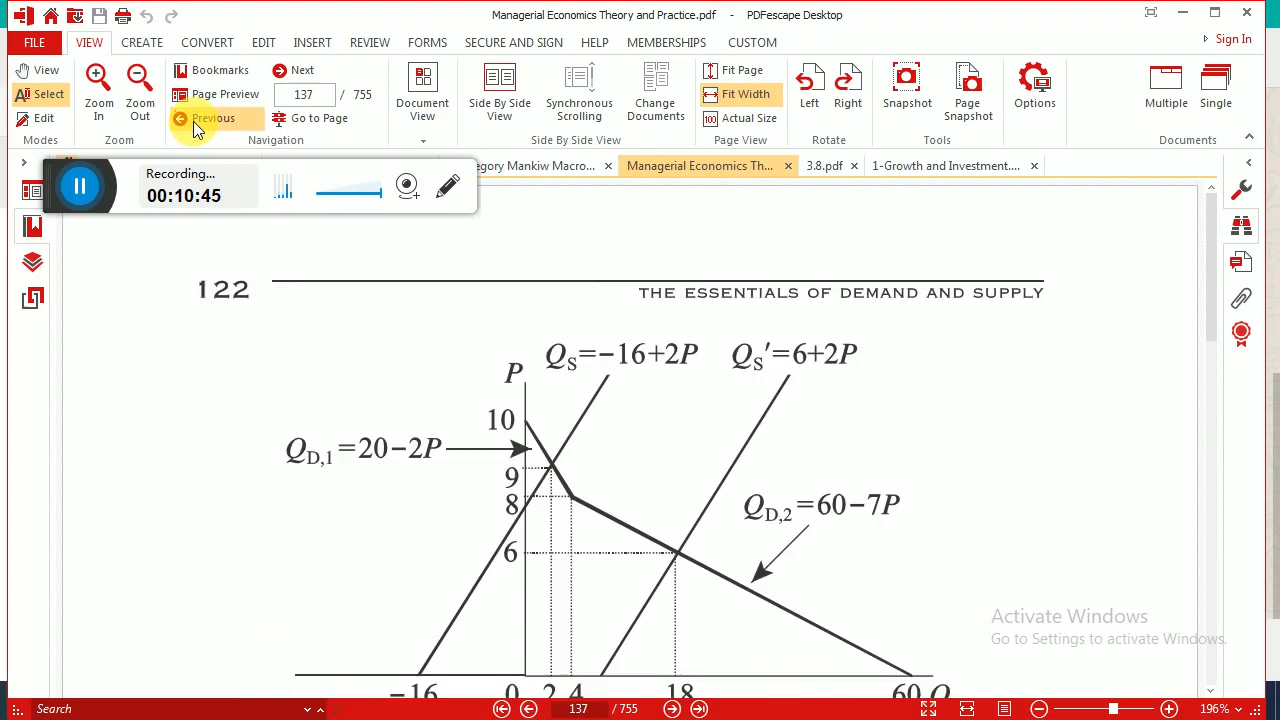 Managerial Economics Theory and Practice.pdf - PDFescape Desktop
FILE VIEW CREATE CONVERT EDIT INSERT REVIEW FORMS SECURE AND SIGN HELP MEMBERSHIPS CUSTOM Sign In
View
Select
Edit
Modes
Zoom In
Zoom Out
Zoom
Bookmarks
Page Preview
Previous
Next
137 / 755
Go to Page
Navigation
Document View
Side By Side View
Synchronous Scrolling
Change Documents
Side By Side View
Fit Page
Fit Width
Actual Size
Page View
Left
Right
Rotate
Snapshot
Page Snapshot
Tools
Options
Multiple
Single
Documents
Recording...
00:10:45
egory Mankiw Macro...
Managerial Economics Th...
3.8.pdf
1-Growth and Investment....
122
THE ESSENTIALS OF DEMAND AND SUPPLY
P
QS=−16+2P
QS′=6+2P
10
QD,1=20−2P
9
8
QD,2=60−7P
6
−16 0 2 4 18 60 Q
Activate Windows
Go to Settings to activate Windows.
Search
137 / 755
196%